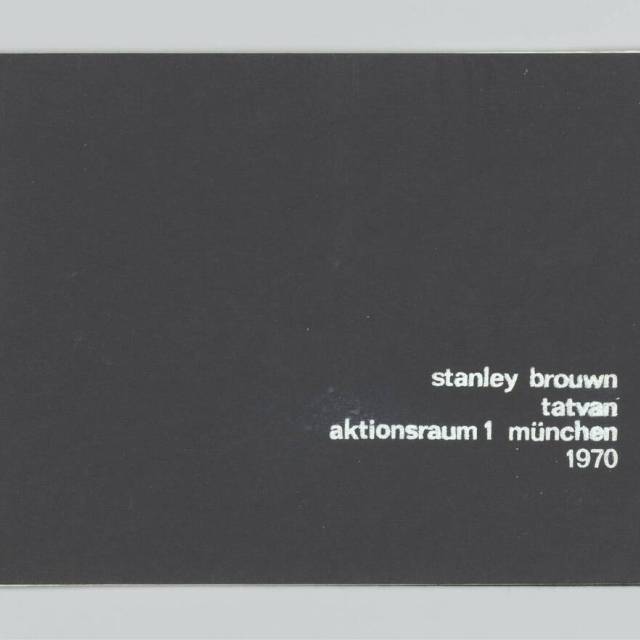 stanley brouwn
tatvan
aktionsraum 1 münchen
1970